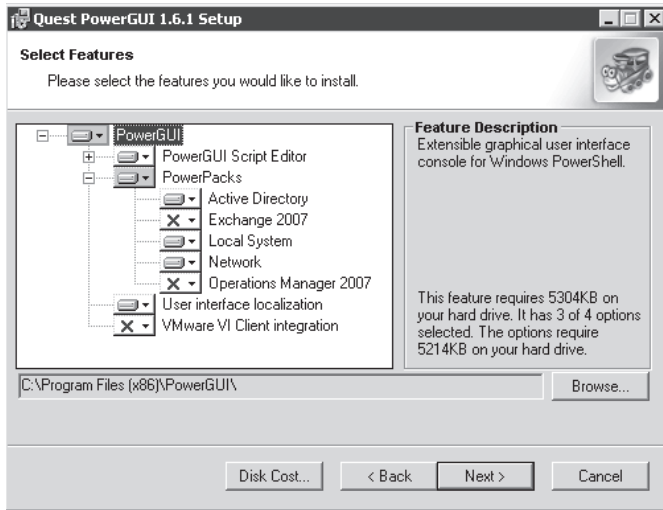 Quest PowerGUI 1.6.1 Setup
Select Features
Please select the features you would like to install.
PowerGUI
PowerGUI Script Editor
PowerPacks
Active Directory
Exchange 2007
Local System
Network
Operations Manager 2007
User interface localization
VMware VI Client integration
Feature Description
Extensible graphical user interface
console for Windows PowerShell.
This feature requires 5304KB on
your hard drive. It has 3 of 4 options
selected. The options require
5214KB on your hard drive.
C:\Program Files (x86)\PowerGUI\
Browse...
Disk Cost...
< Back
Next >
Cancel